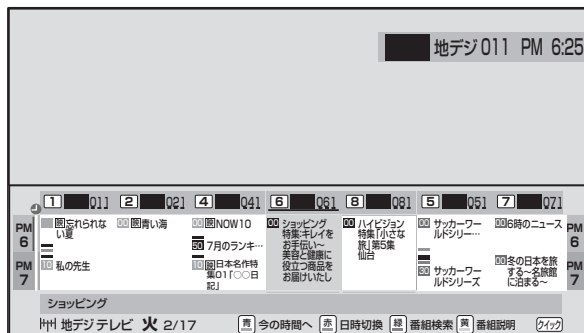 地デジ 011 PM 6:25
1 011 2 021 4 041 6 061 8 081 5 051 7 071
PM 6
PM 7
映忘れられな
い夏
10 私の先生
00 映青い海
00 映NOW10
50 7月のランキ…
10 映日本名作特
集01「○○日
記」
00 ショッピング
特集:キレイを
お手伝い〜
美容と健康に
役立つ商品を
お届けいたし
00 ハイビジョン
特集「小さな
旅」第5集
仙台
00 サッカーワー
ルドシリー…
30 サッカーワー
ルドシリーズ
00 6時のニュース
00 冬の日本を旅
する〜名旅館
に泊まる〜
PM 6
PM 7
ショッピング
地デジテレビ 火 2/17 青 今の時間へ 赤 日時切換 緑 番組検索 黄 番組説明 クイック